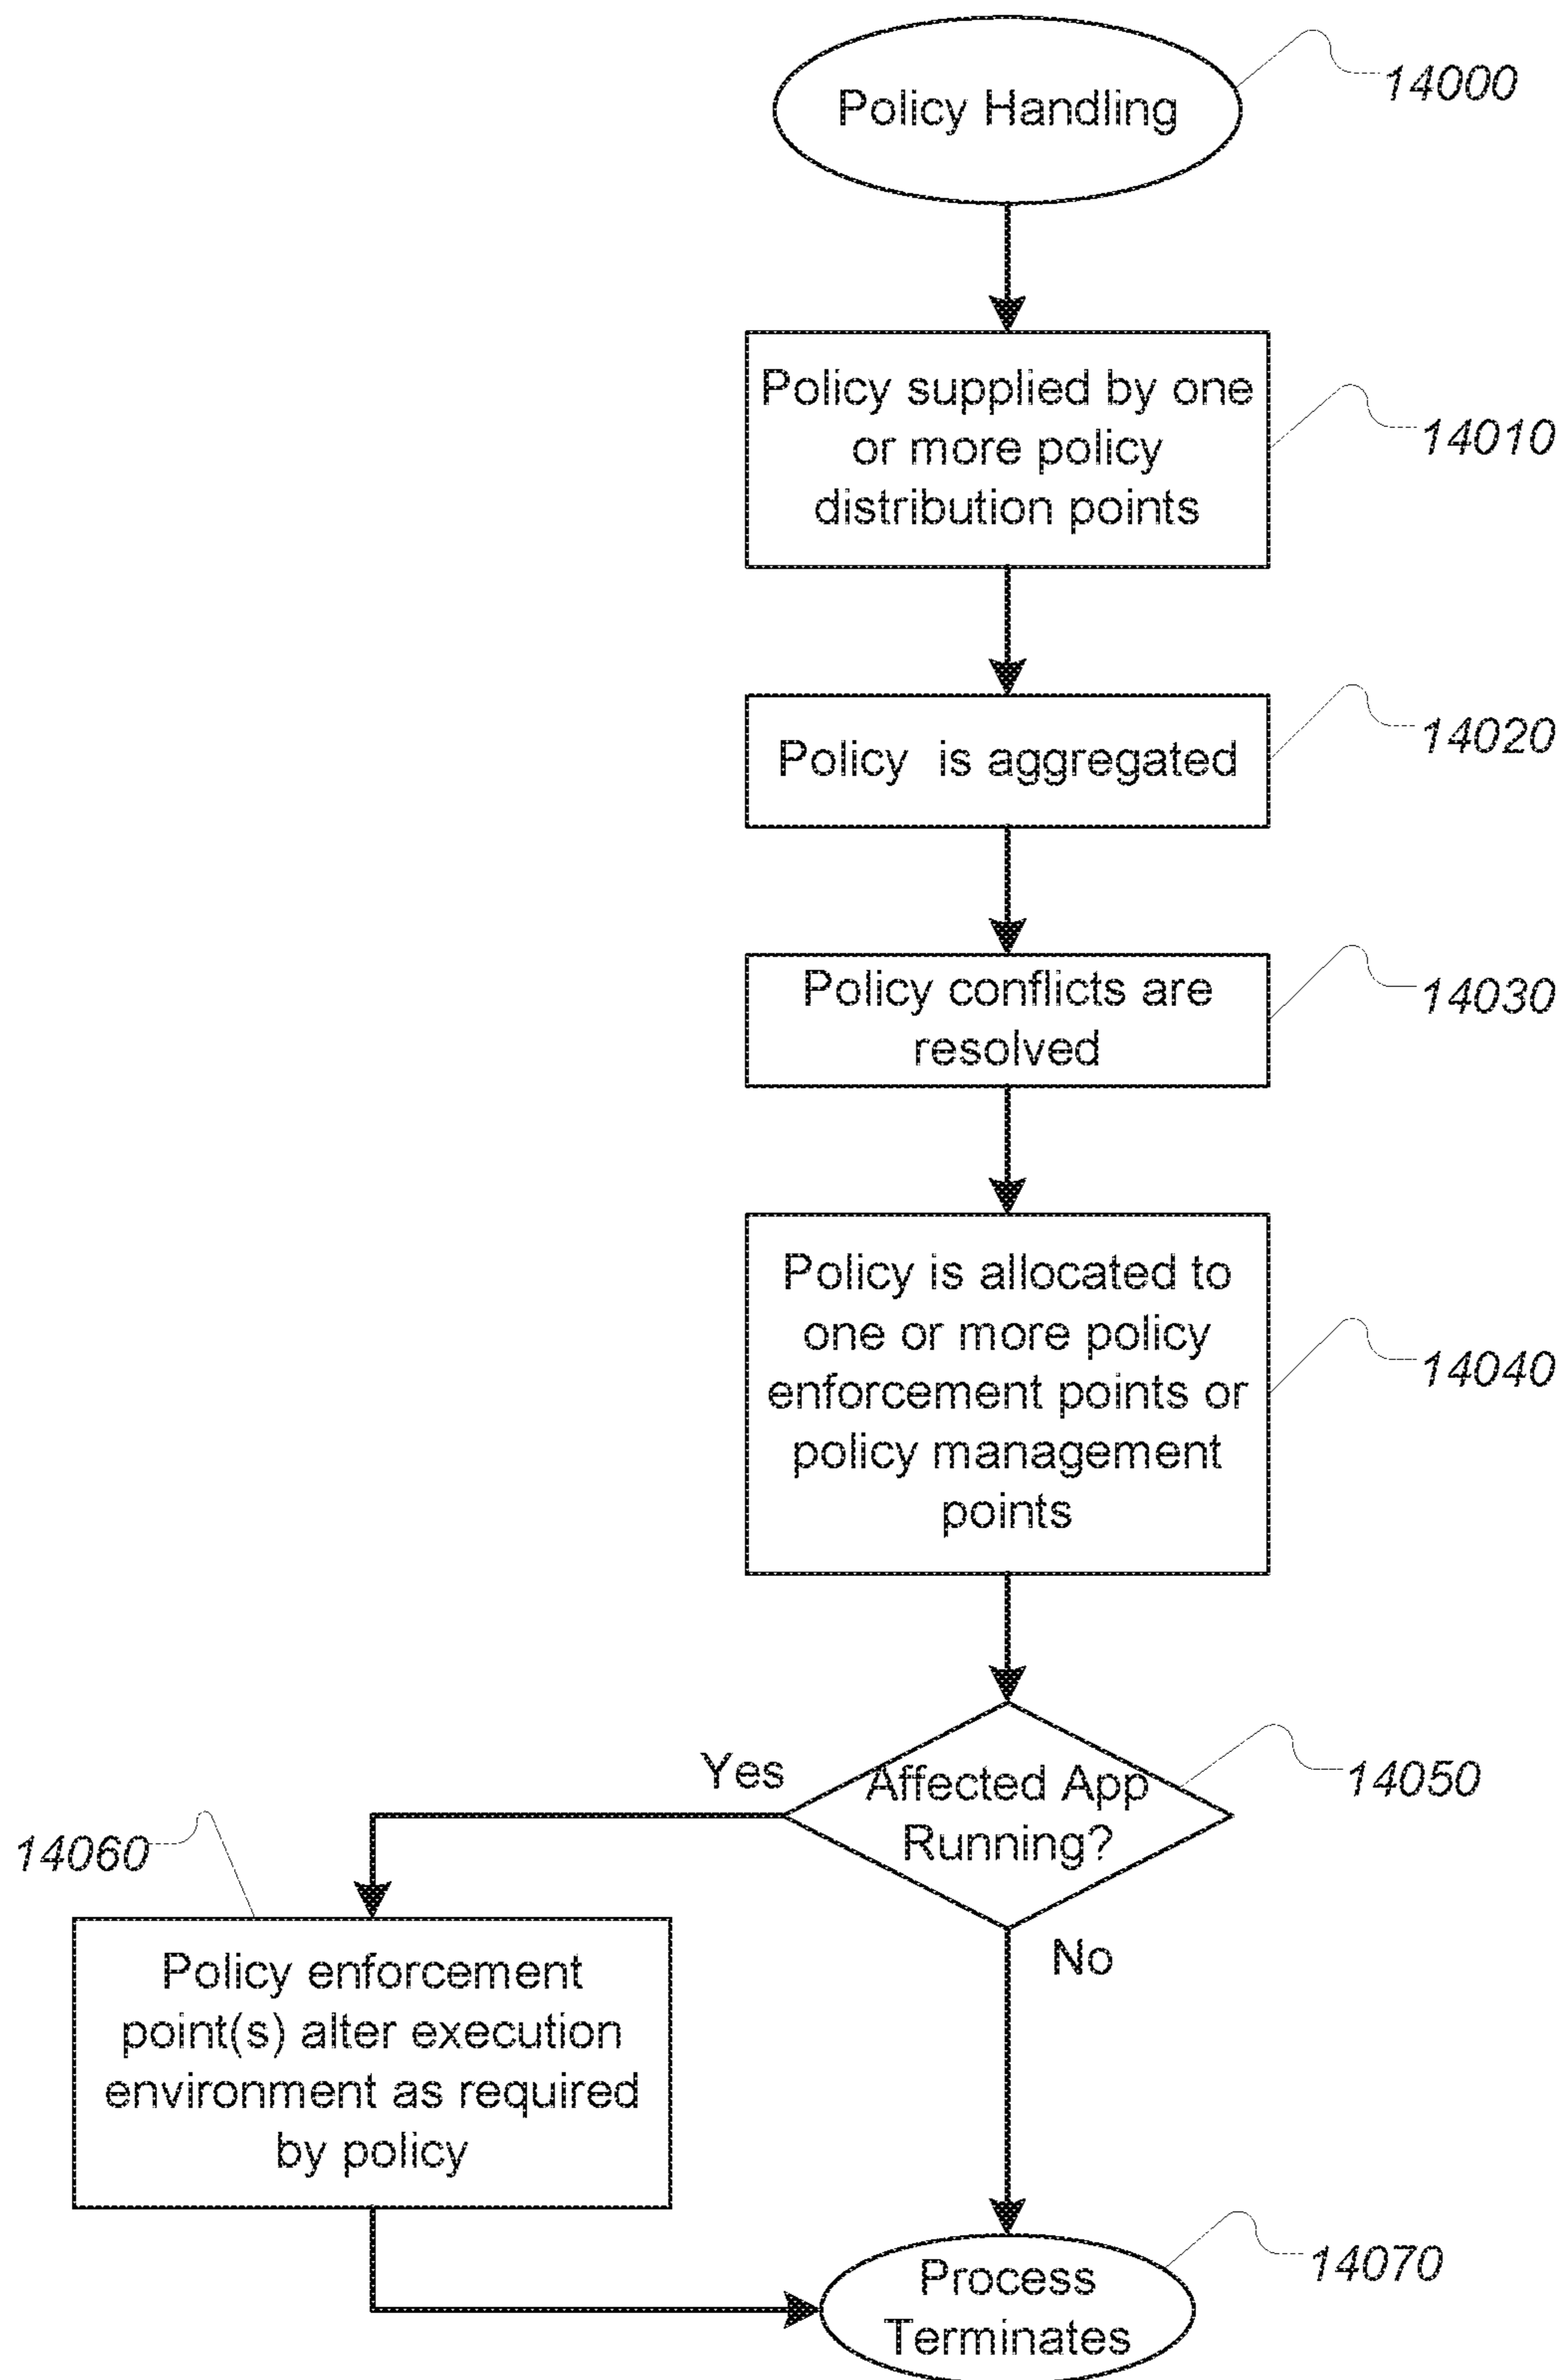 Policy Handling
14000
Policy supplied by one
or more policy
distribution points
14010
Policy is aggregated
14020
Policy conflicts are
resolved
14030
Policy is allocated to
one or more policy
enforcement points or
policy management
points
14040
Affected App
Running?
14050
Yes
No
14060
Policy enforcement
point(s) alter execution
environment as required
by policy
Process
Terminates
14070